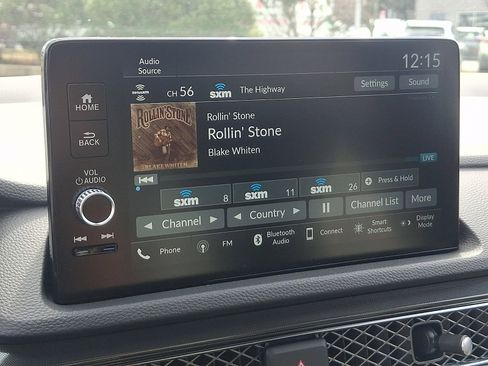 Audio
Source
12:15
siriusxm CH 56 sxm The Highway Settings Sound
HOME
BACK
VOL
AUDIO
ROLLIN' STONE
BLAKE WHITEN
Rollin' Stone
Rollin' Stone
Blake Whiten
LIVE
sxm 8 sxm 11 sxm 26 Press & Hold
Channel Country Channel List More
Phone FM Bluetooth Audio Connect Smart Shortcuts Display Mode